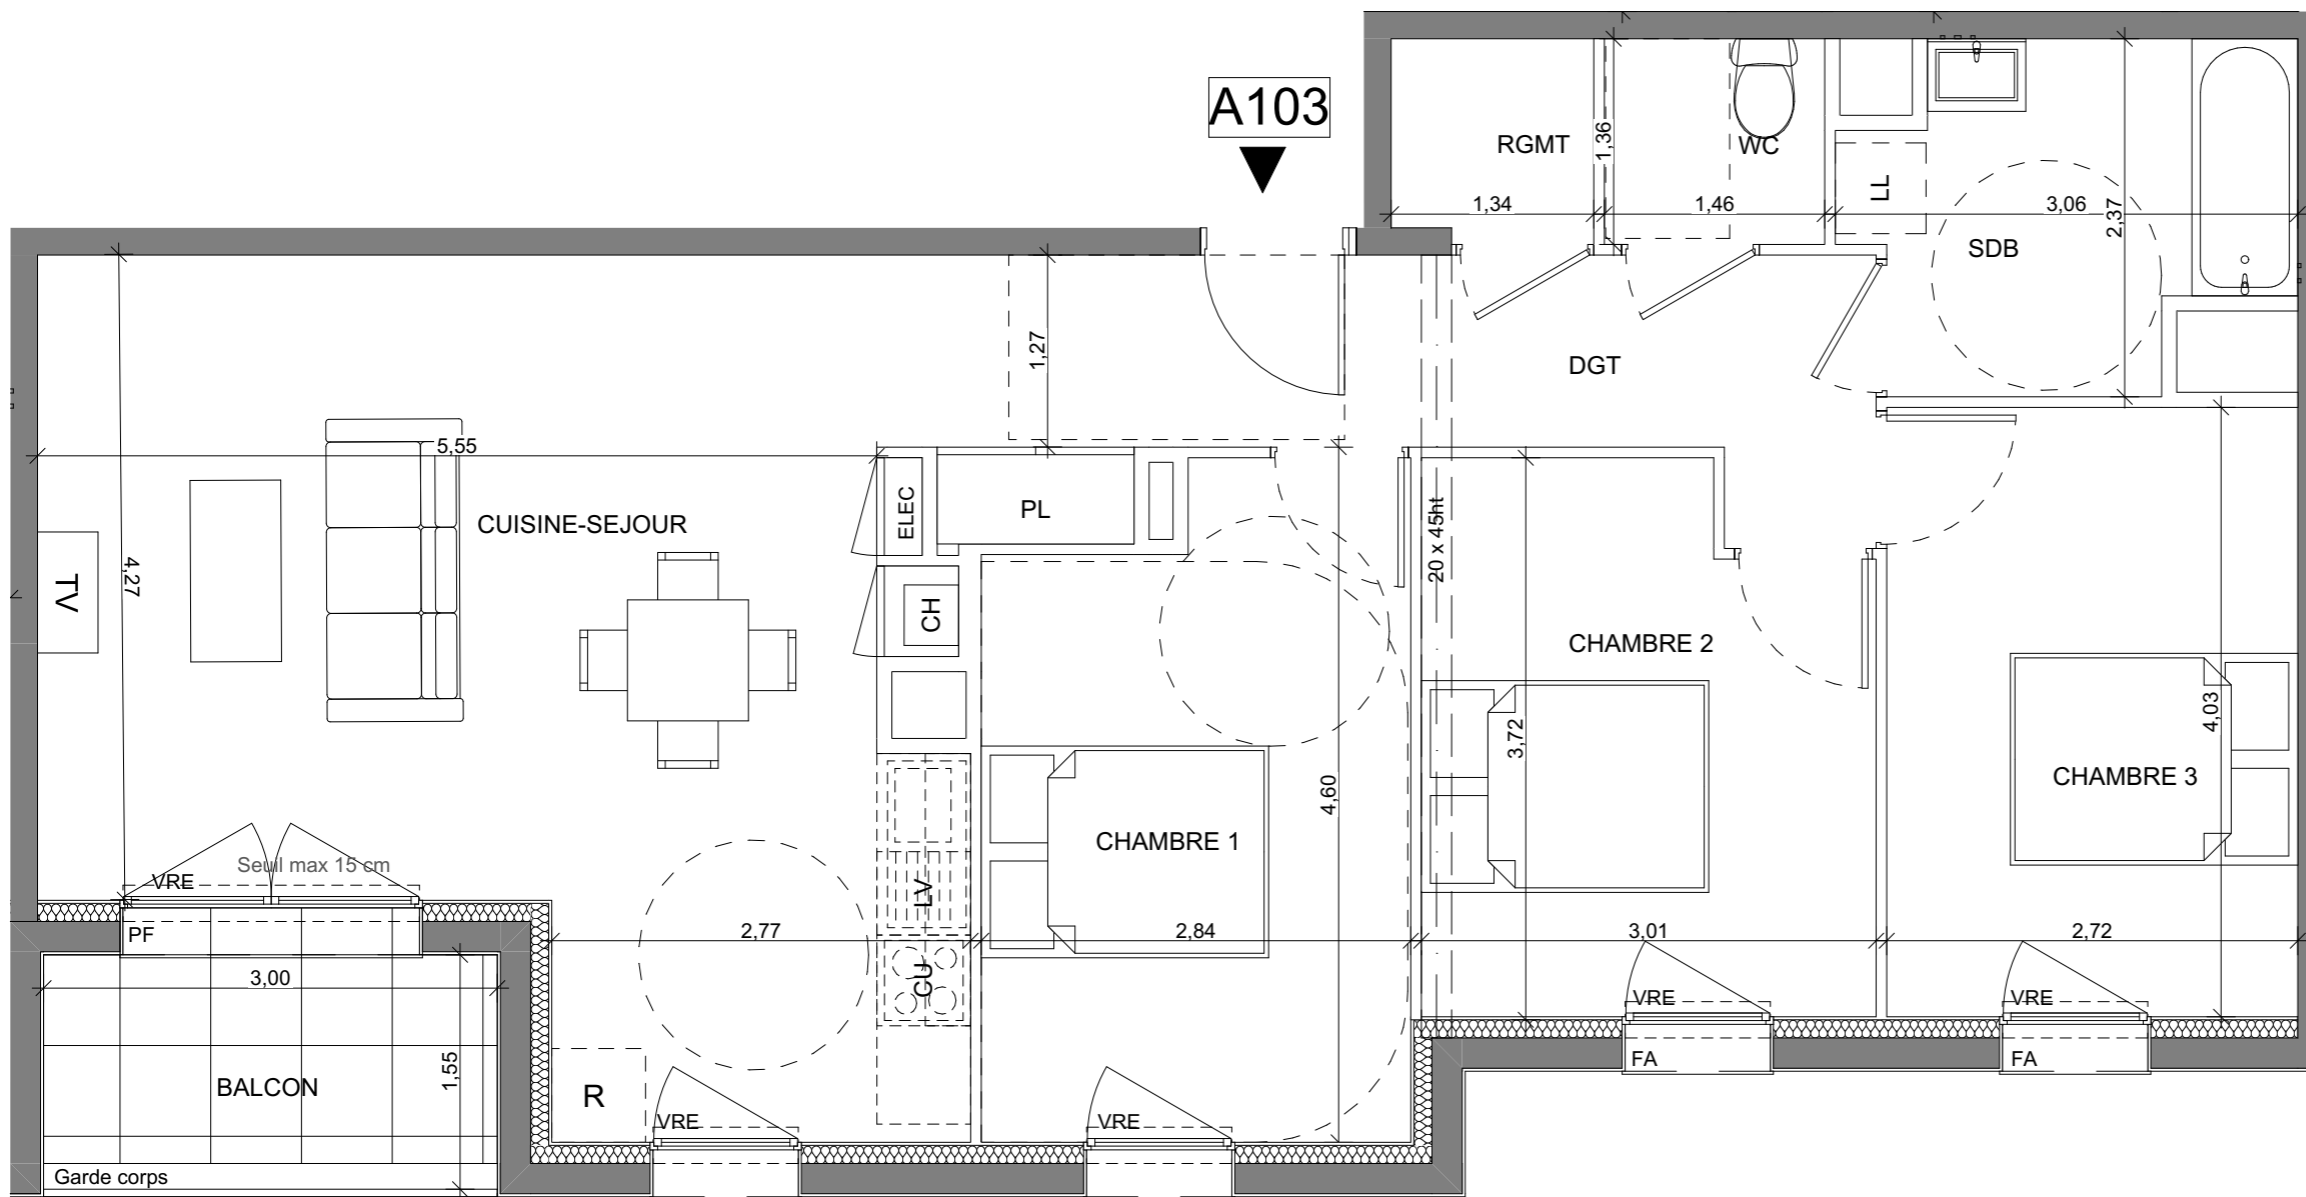 A103
RGMT
1,36
WC
1,34
1,46
LL
3,06
2,37
SDB
1,27
DGT
5,55
CUISINE-SEJOUR
ELEC
PL
20 x 45ht
4,27
TV
CH
CHAMBRE 2
3,72
4,03
CHAMBRE 3
4,60
CHAMBRE 1
Seuil max 15 cm
VRE
LV
PF
2,77
2,84
3,01
2,72
3,00
CU
VRE
VRE
FA
FA
1,55
BALCON
R
VRE
VRE
Garde corps